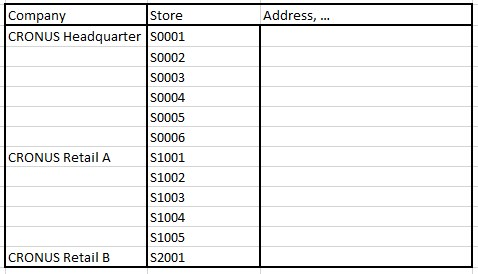 Company Store Address, ...
CRONUS Headquarter S0001
S0002
S0003
S0004
S0005
S0006
CRONUS Retail A S1001
S1002
S1003
S1004
S1005
CRONUS Retail B S2001